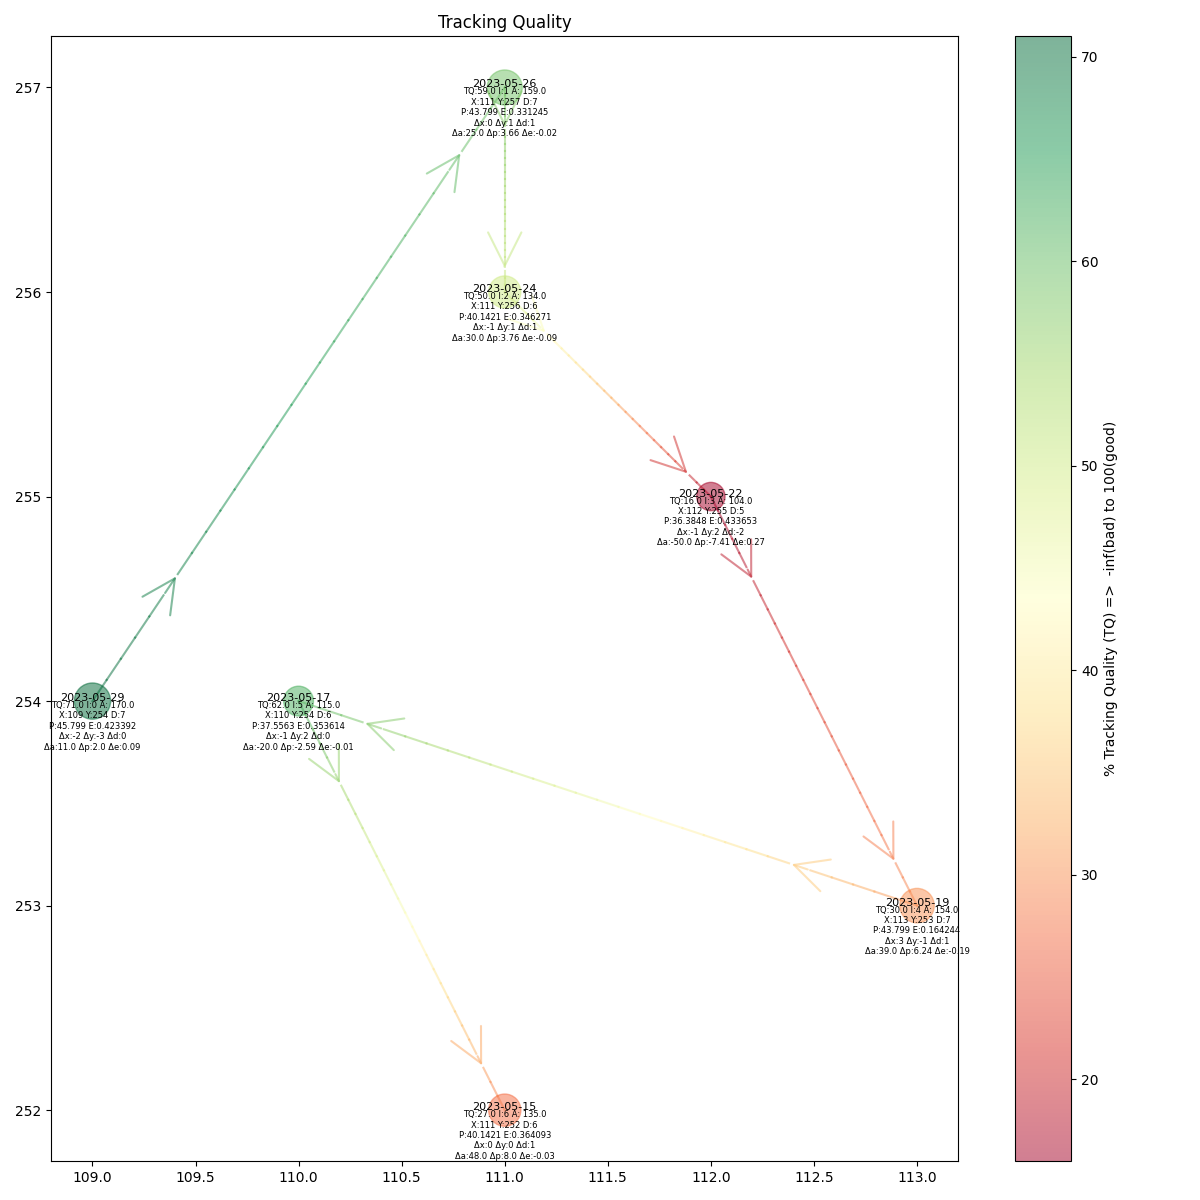 Tracking Quality
257
256
255
254
253
252
109.0
109.5
110.0
110.5
111.0
111.5
112.0
112.5
113.0
2023-05-26
TQ:59.0 I:1 A: 159.0
X:111 Y:257 D:7
P:43.799 E:0.331245
Δx:0 Δy:1 Δd:1
Δa:25.0 Δp:3.66 Δe:-0.02
2023-05-24
TQ:50.0 I:2 A: 134.0
X:111 Y:256 D:6
P:40.1421 E:0.346271
Δx:-1 Δy:1 Δd:1
Δa:30.0 Δp:3.76 Δe:-0.09
2023-05-22
TQ:16.0 I:3 A: 104.0
X:112 Y:255 D:5
P:36.3848 E:0.433653
Δx:-1 Δy:2 Δd:-2
Δa:-50.0 Δp:-7.41 Δe:0.27
2023-05-29
TQ:71.0 I:0 A: 170.0
X:109 Y:254 D:7
P:45.799 E:0.423392
Δx:-2 Δy:-3 Δd:0
Δa:11.0 Δp:2.0 Δe:0.09
2023-05-17
TQ:62.0 I:5 A: 115.0
X:110 Y:254 D:6
P:37.5563 E:0.353614
Δx:-1 Δy:2 Δd:0
Δa:-20.0 Δp:-2.59 Δe:-0.01
2023-05-19
TQ:30.0 I:4 A: 154.0
X:113 Y:253 D:7
P:43.799 E:0.164244
Δx:3 Δy:-1 Δd:1
Δa:39.0 Δp:6.24 Δe:-0.19
2023-05-15
TQ:27.0 I:6 A: 135.0
X:111 Y:252 D:6
P:40.1421 E:0.364093
Δx:0 Δy:0 Δd:1
Δa:48.0 Δp:8.0 Δe:-0.03
70
60
50
40
30
20
% Tracking Quality (TQ) =>  -inf(bad) to 100(good)